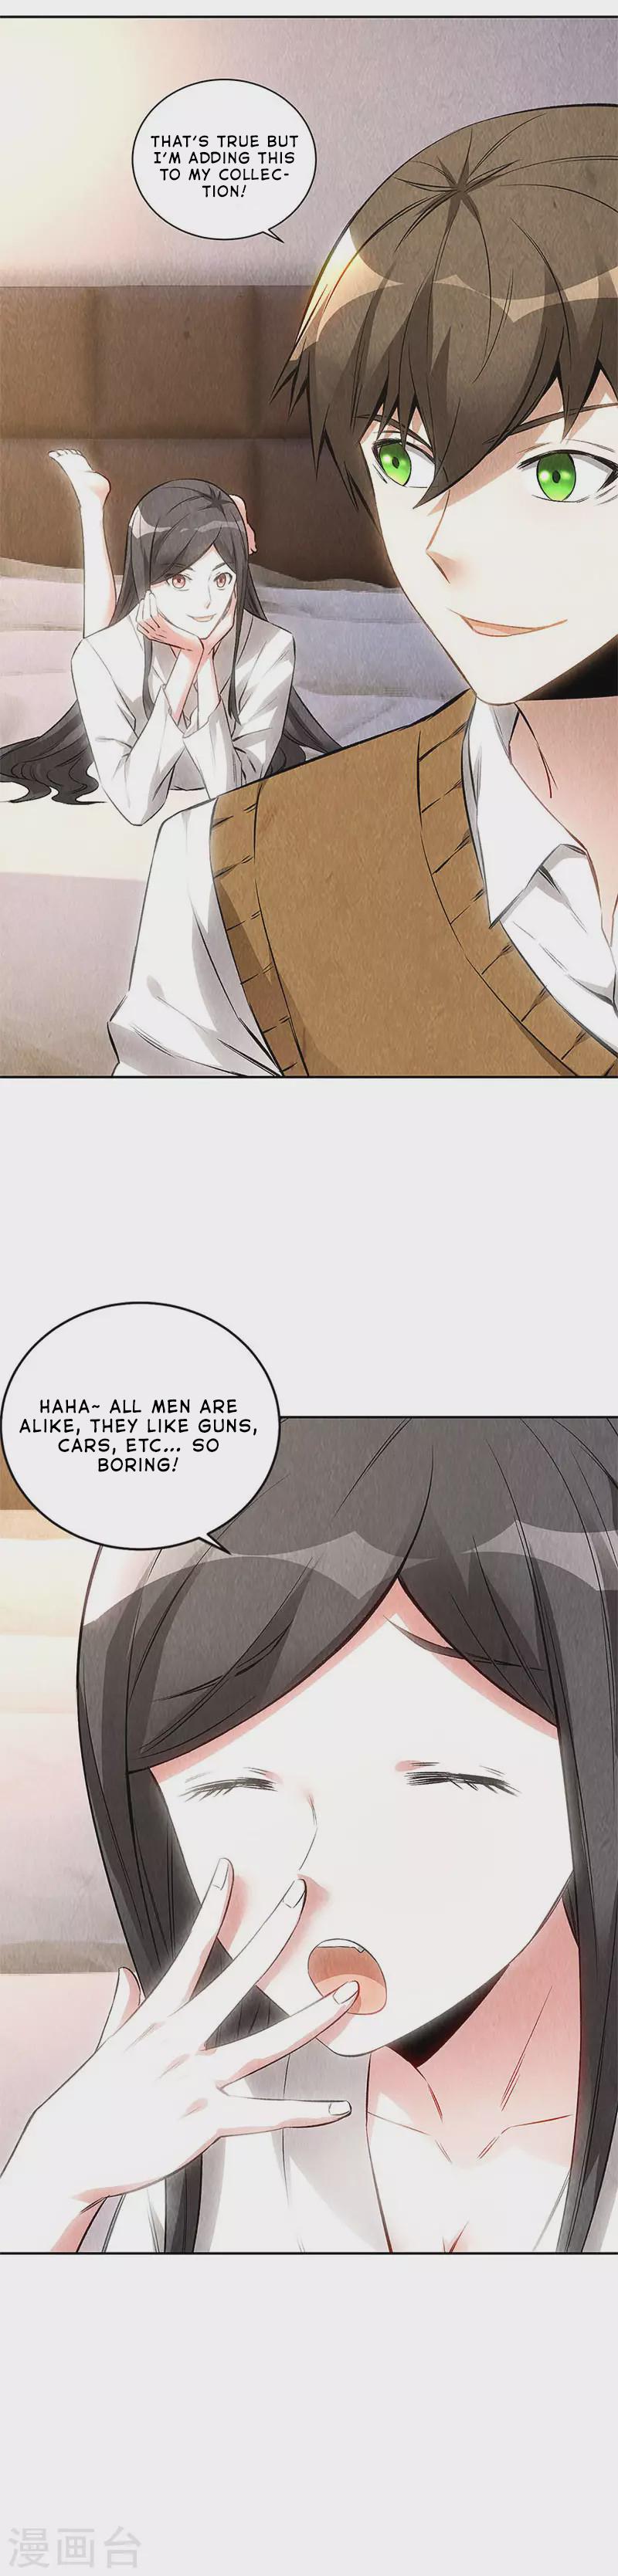 THAT'S TRUE BUT
I'M ADDING THIS
TO MY COLLEC-
TION!
HAHA~ ALL MEN ARE
ALIKE, THEY LIKE GUNS,
CARS, ETC... SO
BORING!
漫画台